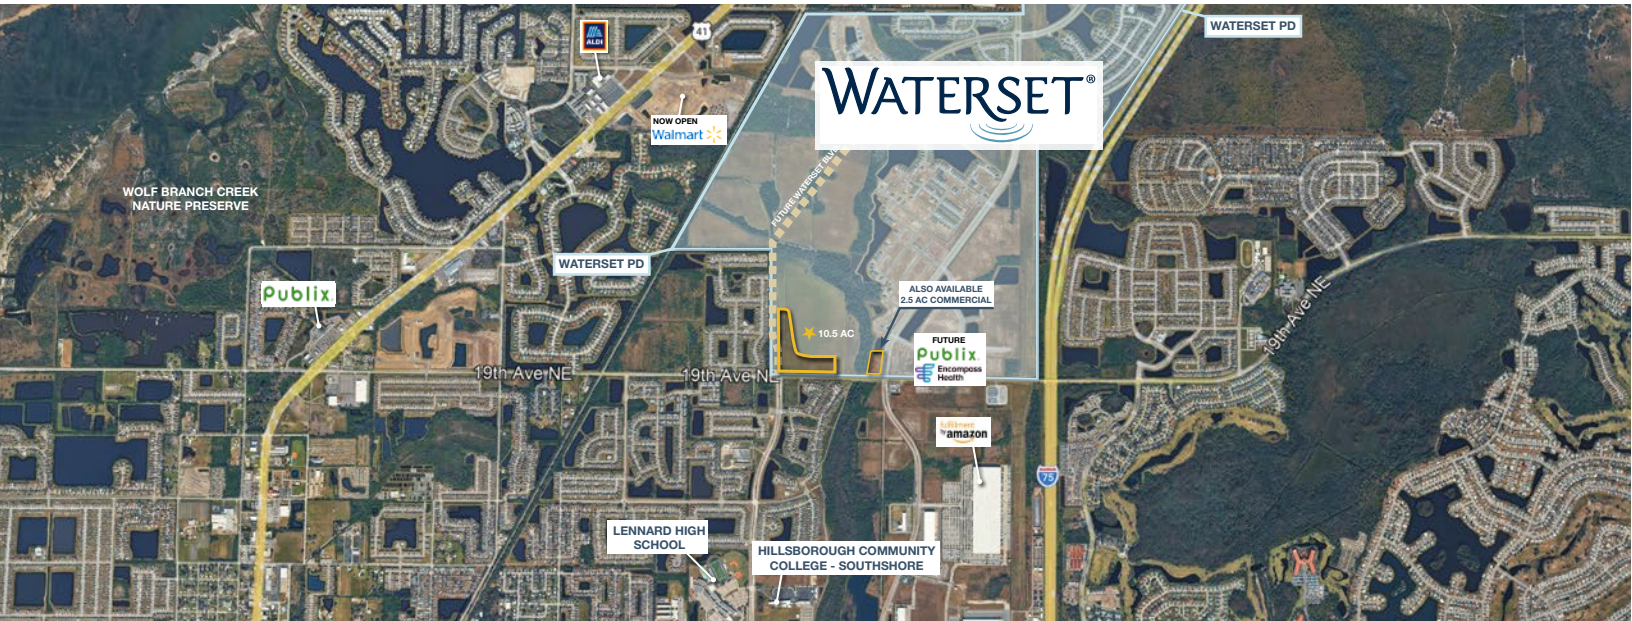 ALDI
41
WATERSET PD
WATERSET®
NOW OPEN
Walmart
FUTURE WATERSET BLVD
WOLF BRANCH CREEK
NATURE PRESERVE
WATERSET PD
Publix
ALSO AVAILABLE
2.5 AC COMMERCIAL
10.5 AC
FUTURE
Publix
Encompass
Health
19th Ave NE
19th Ave NE
19th Ave NE
fulfillment
by amazon
75
LENNARD HIGH
SCHOOL
HILLSBOROUGH COMMUNITY
COLLEGE - SOUTHSHORE